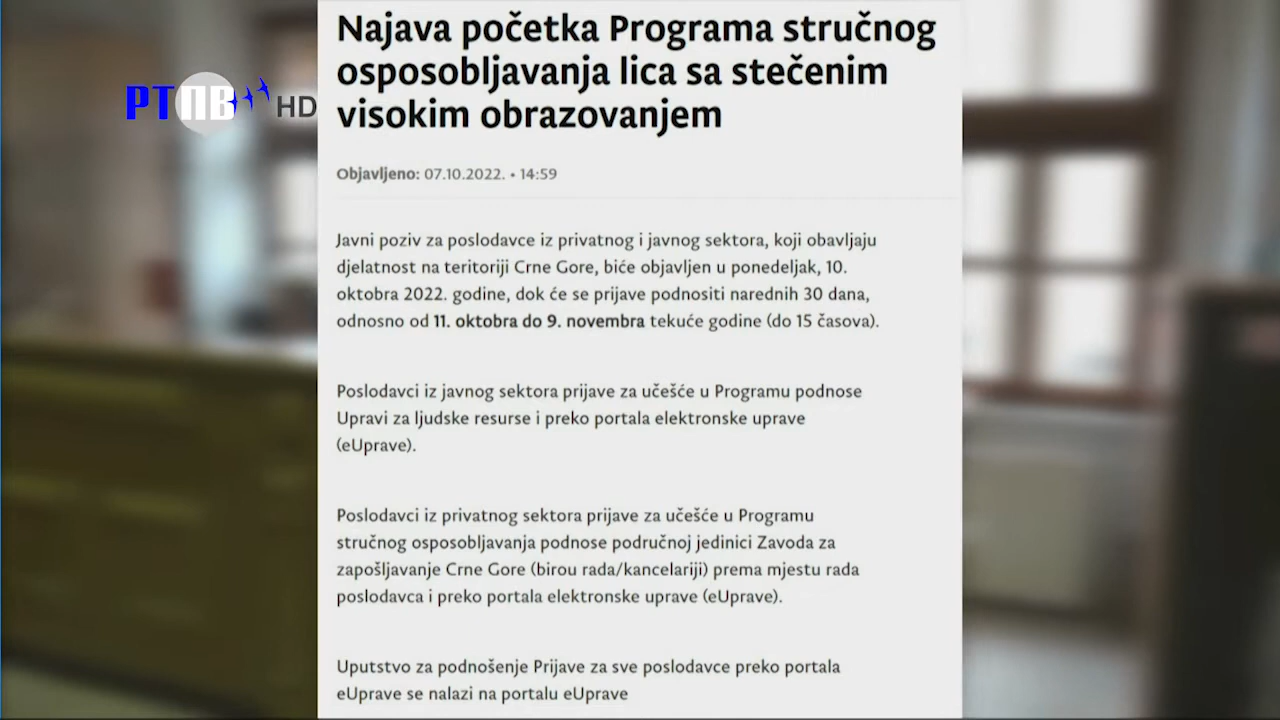 Najava početka Programa stručnog
osposobljavanja lica sa stečenim
visokim obrazovanjem
РТПВ HD
Objavljeno: 07.10.2022. • 14:59
Javni poziv za poslodavce iz privatnog i javnog sektora, koji obavljaju
djelatnost na teritoriji Crne Gore, biće objavljen u ponedeljak, 10.
oktobra 2022. godine, dok će se prijave podnositi narednih 30 dana,
odnosno od 11. oktobra do 9. novembra tekuće godine (do 15 časova).
Poslodavci iz javnog sektora prijave za učešće u Programu podnose
Upravi za ljudske resurse i preko portala elektronske uprave
(eUprave).
Poslodavci iz privatnog sektora prijave za učešće u Programu
stručnog osposobljavanja podnose područnoj jedinici Zavoda za
zapošljavanje Crne Gore (birou rada/kancelariji) prema mjestu rada
poslodavca i preko portala elektronske uprave (eUprave).
Uputstvo za podnošenje Prijave za sve poslodavce preko portala
eUprave se nalazi na portalu eUprave